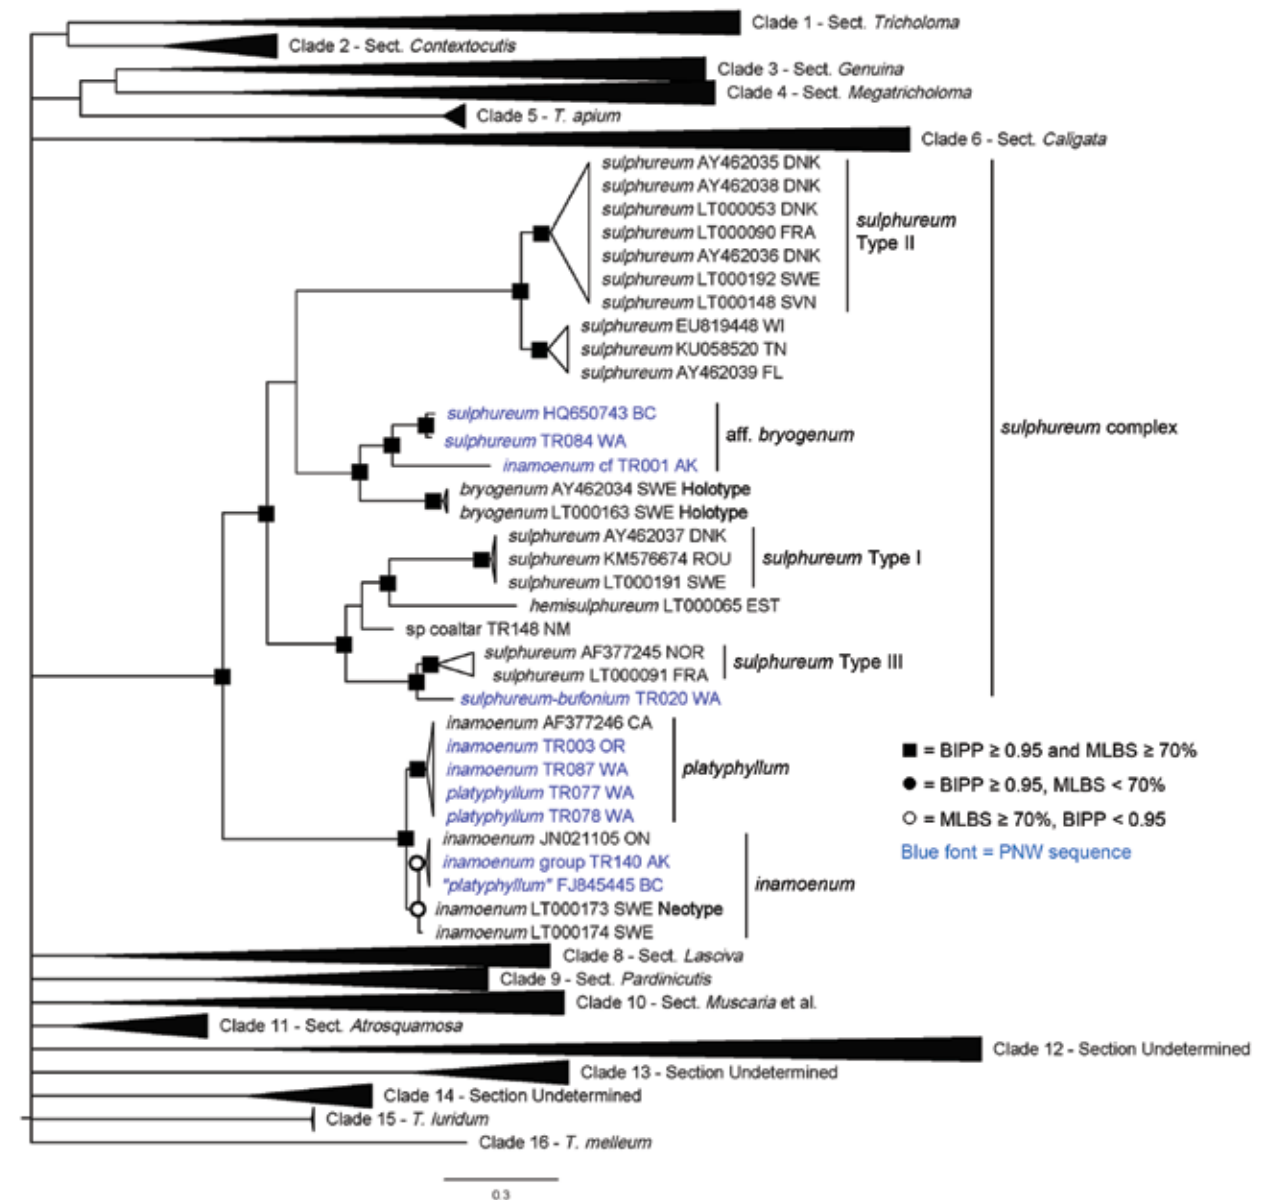 Clade 1 - Sect. Tricholoma
Clade 2 - Sect. Contextocutis
Clade 3 - Sect. Genuina
Clade 4 - Sect. Megatricholoma
Clade 5 - T. apium
Clade 6 - Sect. Caligata
sulphureum AY462035 DNK
sulphureum AY462038 DNK
sulphureum LT000053 DNK
sulphureum LT000090 FRA
sulphureum AY462036 DNK
sulphureum LT000192 SWE
sulphureum LT000148 SVN
sulphureum
Type II
sulphureum EU819448 WI
sulphureum KU058520 TN
sulphureum AY462039 FL
sulphureum HQ650743 BC
sulphureum TR084 WA
inamoenum cf TR001 AK
aff. bryogenum
sulphureum complex
bryogenum AY462034 SWE Holotype
bryogenum LT000163 SWE Holotype
sulphureum AY462037 DNK
sulphureum KM576674 ROU
sulphureum LT000191 SWE
sulphureum Type I
hemisulphureum LT000065 EST
sp coaltar TR148 NM
sulphureum AF377245 NOR
sulphureum LT000091 FRA
sulphureum Type III
sulphureum-bufonium TR020 WA
inamoenum AF377246 CA
inamoenum TR003 OR
inamoenum TR087 WA
platyphyllum TR077 WA
platyphyllum TR078 WA
platyphyllum
inamoenum JN021105 ON
inamoenum group TR140 AK
"platyphyllum" FJ845445 BC
inamoenum LT000173 SWE Neotype
inamoenum LT000174 SWE
inamoenum
= BIPP ≥ 0.95 and MLBS ≥ 70%
= BIPP ≥ 0.95, MLBS < 70%
= MLBS ≥ 70%, BIPP < 0.95
Blue font = PNW sequence
Clade 8 - Sect. Lasciva
Clade 9 - Sect. Pardinicutis
Clade 10 - Sect. Muscaria et al.
Clade 11 - Sect. Atrosquamosa
Clade 12 - Section Undetermined
Clade 13 - Section Undetermined
Clade 14 - Section Undetermined
Clade 15 - T. luridum
Clade 16 - T. melleum
0.3